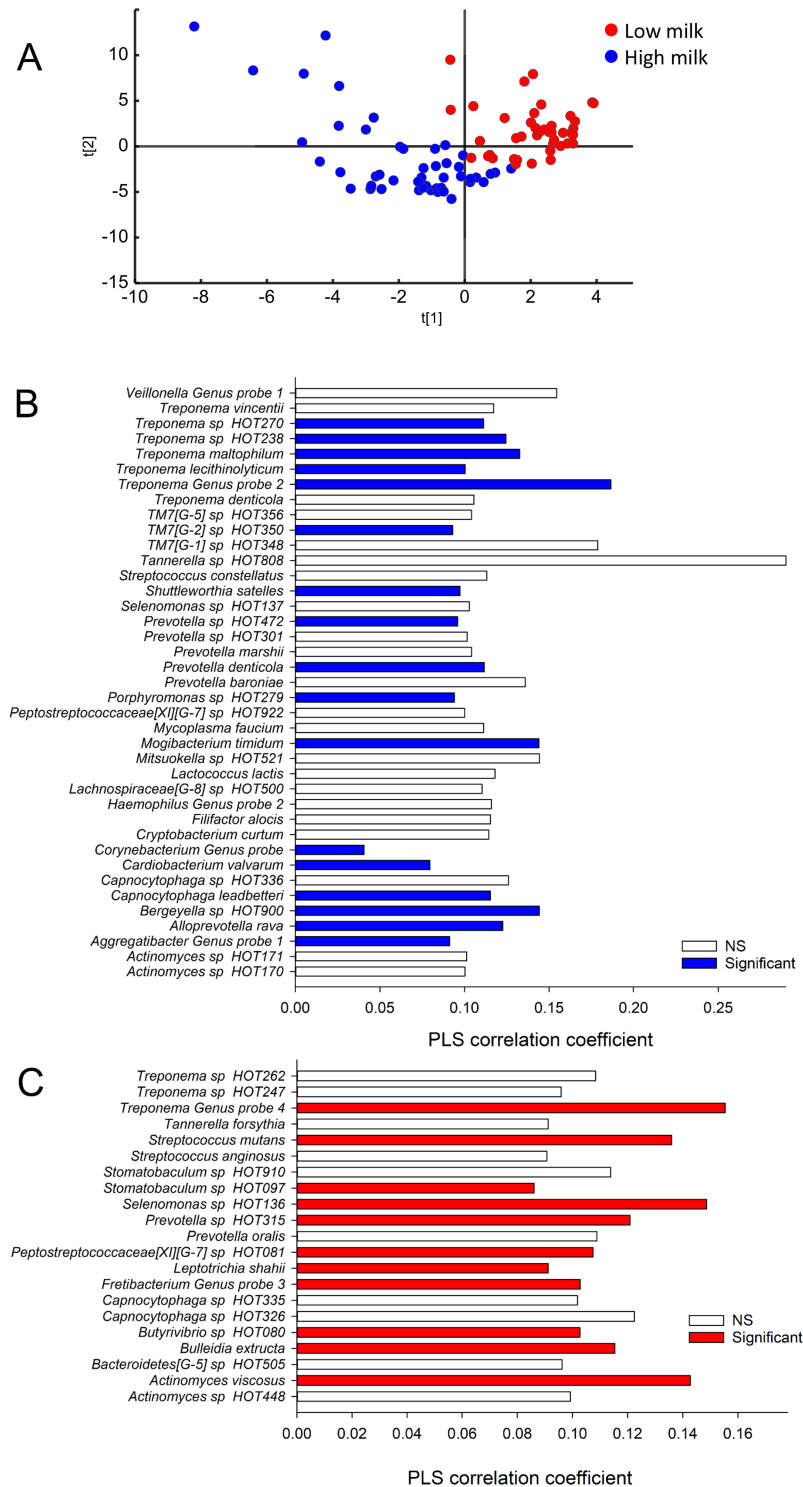 A
Low milk
High milk
10
5
0
-5
-10
-15
t[2]
-10
-8
-6
-4
-2
0
2
4
t[1]
B
Veillonella Genus probe 1
Treponema vincentii
Treponema sp HOT270
Treponema sp HOT238
Treponema maltophilum
Treponema lecithinolyticum
Treponema Genus probe 2
Treponema denticola
TM7[G-5] sp HOT356
TM7[G-2] sp HOT350
TM7[G-1] sp HOT348
Tannerella sp HOT808
Streptococcus constellatus
Shuttleworthia satelles
Selenomonas sp HOT137
Prevotella sp HOT472
Prevotella sp HOT301
Prevotella marshii
Prevotella denticola
Prevotella baroniae
Porphyromonas sp HOT279
Peptostreptococcaceae[XI][G-7] sp HOT922
Mycoplasma faucium
Mogibacterium timidum
Mitsuokella sp HOT521
Lactococcus lactis
Lachnospiraceae[G-8] sp HOT500
Haemophilus Genus probe 2
Filifactor alocis
Cryptobacterium curtum
Corynebacterium Genus probe
Cardiobacterium valvarum
Capnocytophaga sp HOT336
Capnocytophaga leadbetteri
Bergeyella sp HOT900
Alloprevotella rava
Aggregatibacter Genus probe 1
Actinomyces sp HOT171
Actinomyces sp HOT170
NS
Significant
0.00
0.05
0.10
0.15
0.20
0.25
PLS correlation coefficient
C
Treponema sp HOT262
Treponema sp HOT247
Treponema Genus probe 4
Tannerella forsythia
Streptococcus mutans
Streptococcus anginosus
Stomatobaculum sp HOT910
Stomatobaculum sp HOT097
Selenomonas sp HOT136
Prevotella sp HOT315
Prevotella oralis
Peptostreptococcaceae[XI][G-7] sp HOT081
Leptotrichia shahii
Fretibacterium Genus probe 3
Capnocytophaga sp HOT335
Capnocytophaga sp HOT326
Butyrivibrio sp HOT080
Bulleidia extructa
Bacteroidetes[G-5] sp HOT505
Actinomyces viscosus
Actinomyces sp HOT448
NS
Significant
0.00
0.02
0.04
0.06
0.08
0.10
0.12
0.14
0.16
PLS correlation coefficient